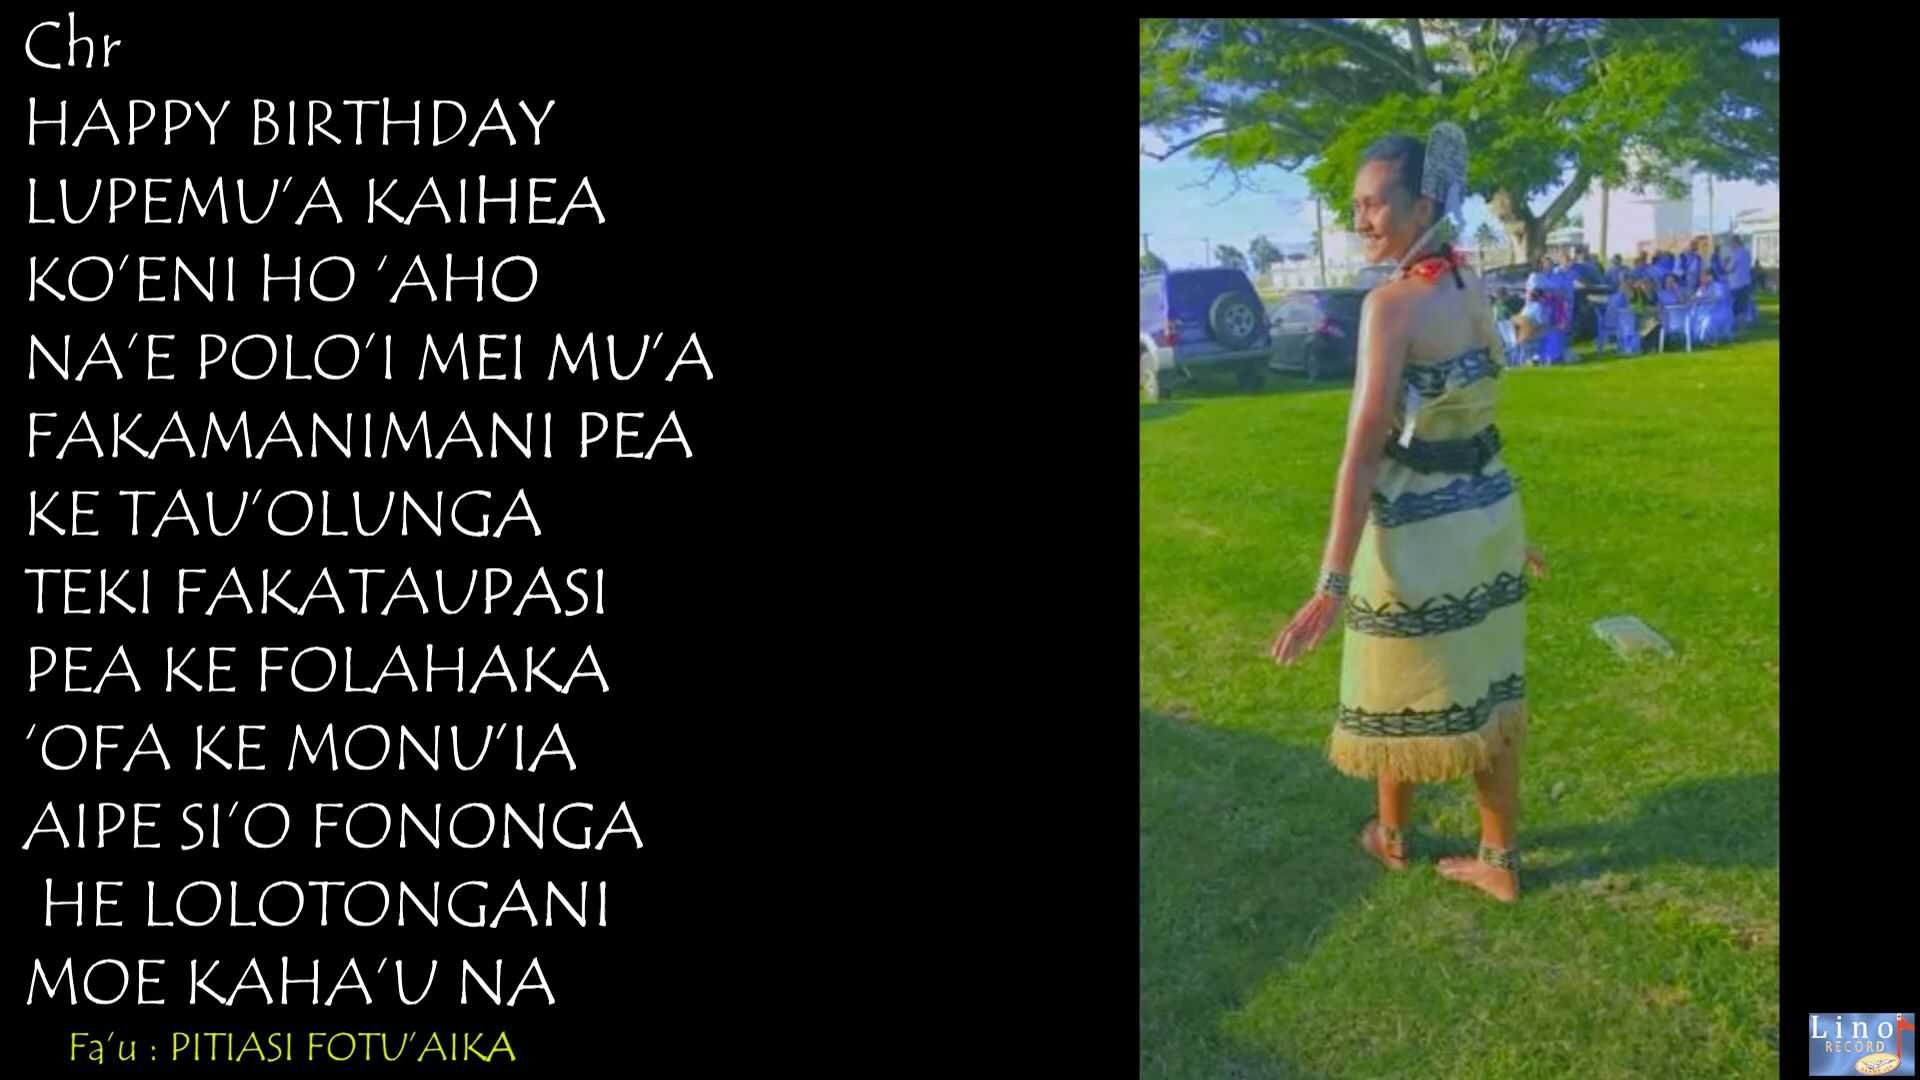 Chr
HAPPY BIRTHDAY
LUPEMU’A KAIHEA
KO’ENI HO ‘AHO
NA’E POLO’I MEI MU’A
FAKAMANIMANI PEA
KE TAU’OLUNGA
TEKI FAKATAUPASI
PEA KE FOLAHAKA
‘OFA KE MONU’IA
AIPE SI’O FONONGA
HE LOLOTONGANI
MOE KAHA’U NA
Fa’u : PITIASI FOTU’AIKA
Lino
RECORD